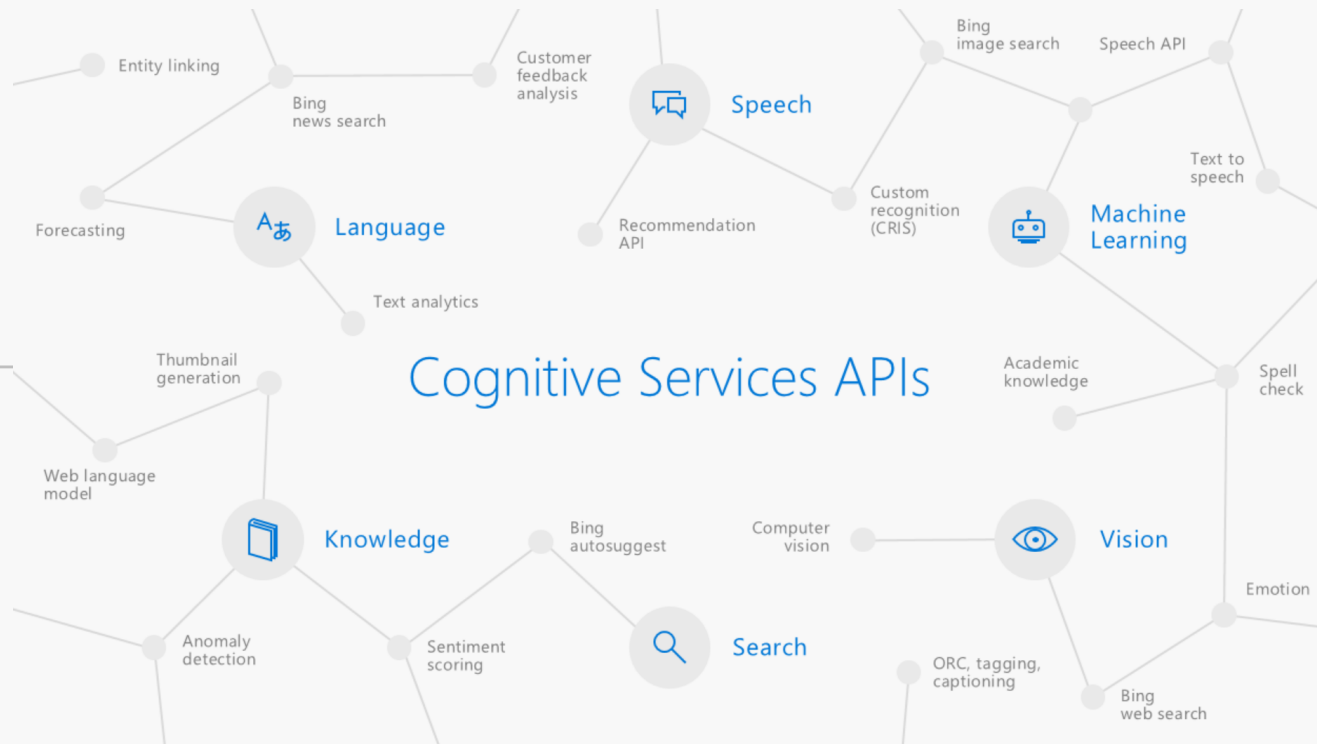 Bing
image search
Speech API
Entity linking
Customer
feedback
analysis
Bing
news search
Speech
Text to
speech
Custom
recognition
(CRIS)
Machine
Learning
Forecasting
Language
Recommendation
API
Text analytics
Thumbnail
generation
Cognitive Services APIs
Academic
knowledge
Spell
check
Web language
model
Knowledge
Bing
autosuggest
Computer
vision
Vision
Emotion
Anomaly
detection
Sentiment
scoring
Search
ORC, tagging,
captioning
Bing
web search
A
あ